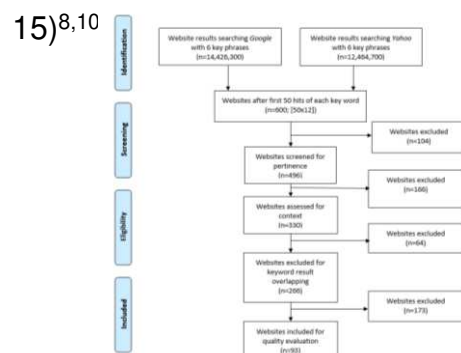 15)8,10
Identification
Website results searching Google
with 6 key phrases
(n=14,426,300)
Website results searching Yahoo
with 6 key phrases
(n=12,464,700)
Websites after first 50 hits of each key word
(n=600; [50x12])
Screening
Websites excluded
(n=104)
Websites screened for
pertinence
(n=496)
Websites excluded
(n=166)
Eligibility
Websites assessed for
context
(n=330)
Websites excluded
(n=64)
Websites excluded for
keyword result
overlapping
(n=266)
Included
Websites excluded
(n=173)
Websites included for
quality evaluation
(n=93)